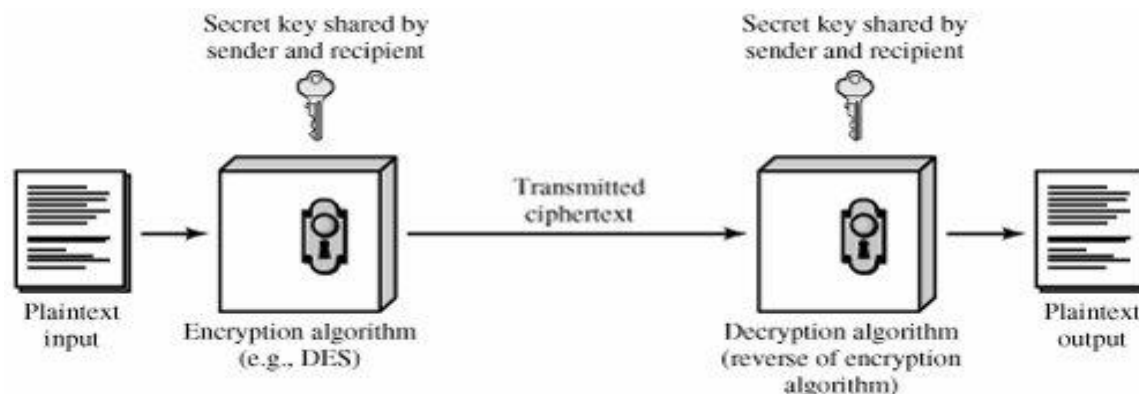 Secret key shared by
sender and recipient
Secret key shared by
sender and recipient
Transmitted
ciphertext
Plaintext
input
Encryption algorithm
(e.g., DES)
Decryption algorithm
(reverse of encryption
algorithm)
Plaintext
output